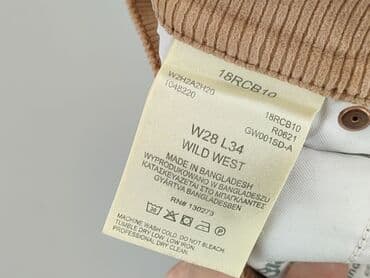 18RCB10
W2H2A2H20
1048220
18RCB10
R0621
GW001SD-A
W28 L34
WILD WEST
MADE IN BANGLADESH
WYPRODUKOWANO W BANGLADESZU
ΚΑΤΑΣΚΕΥΑΖΕΤΑΙ ΣΤΟ ΜΠΑΓΚΛΑΝΤΕΣ
GYÁRTVA BANGLADESBEN
RN# 130273
MACHINE WASH COLD. DO NOT BLEACH.
TUMBLE DRY LOW. LOW IRON
PROFESSIONAL DRY CLEAN